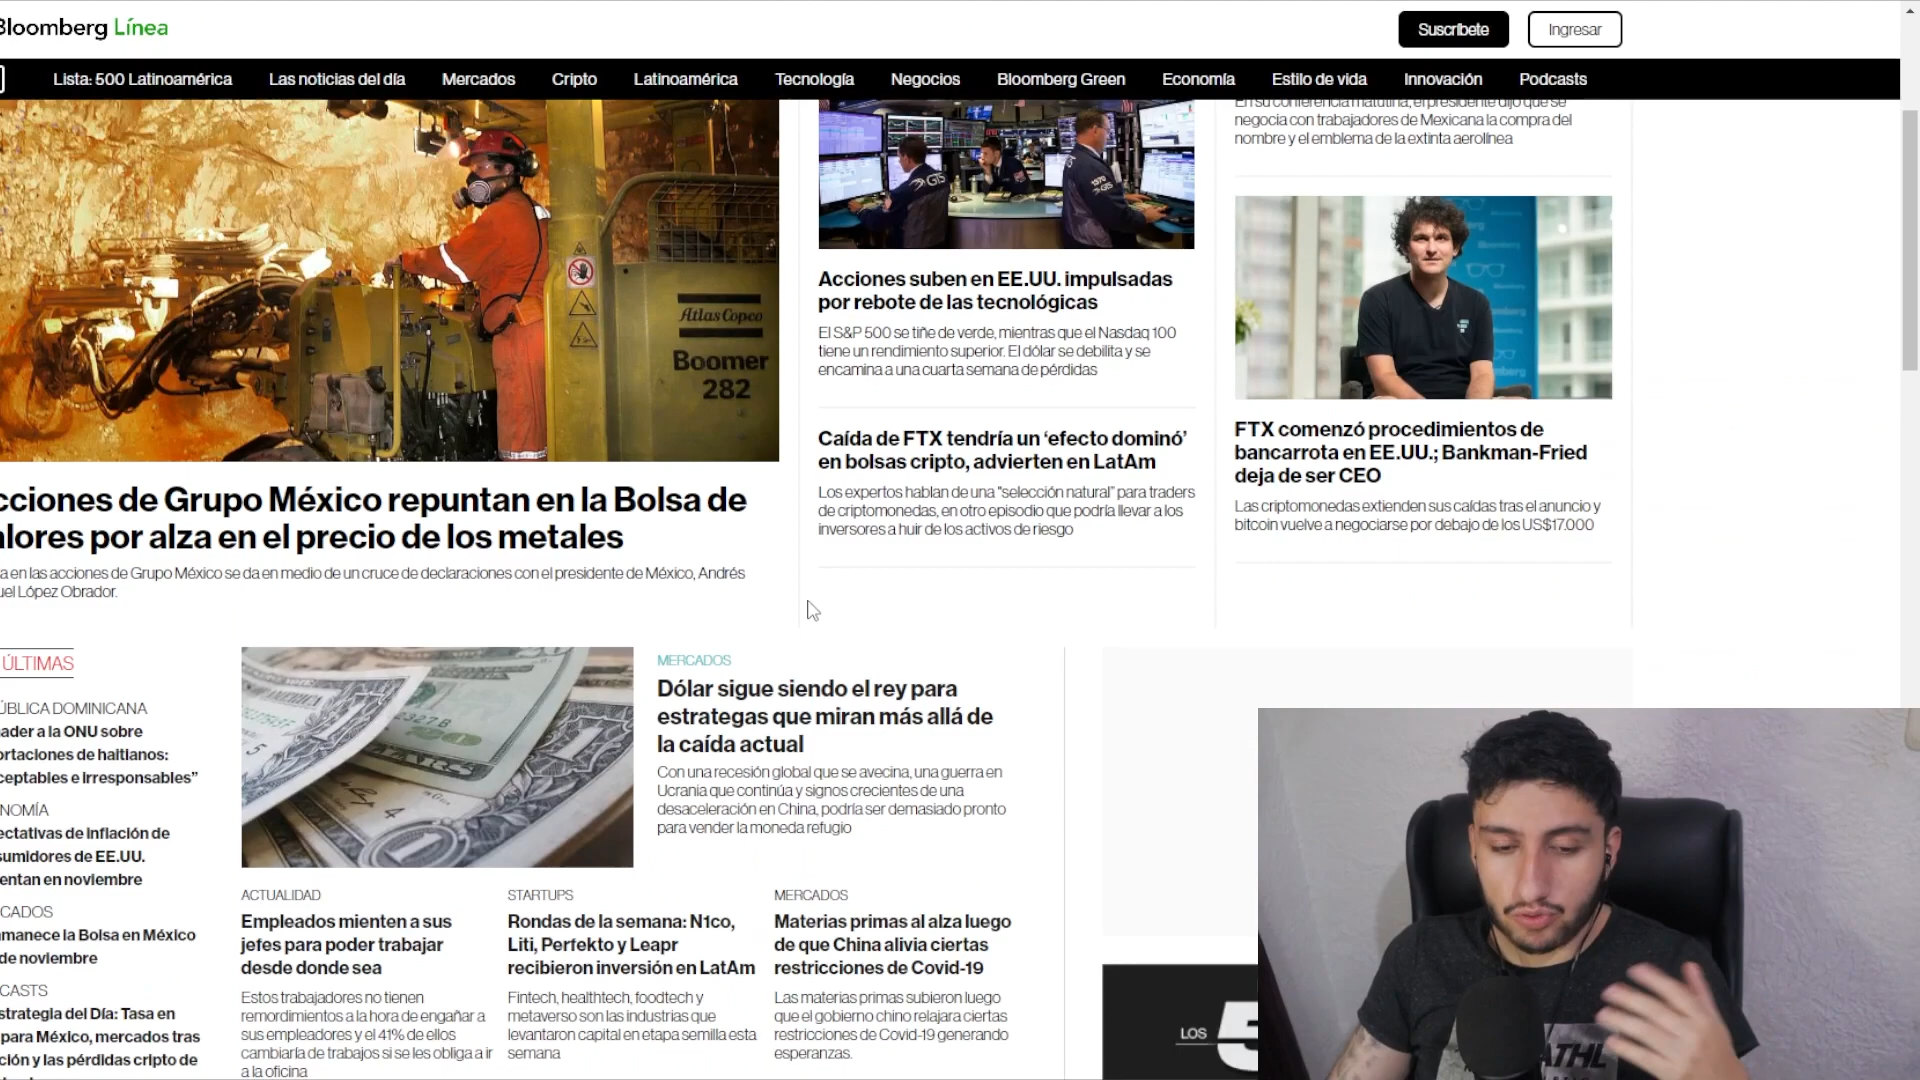 Bloomberg Línea
Suscríbete
Ingresar
Lista: 500 Latinoamérica
Las noticias del día
Mercados
Cripto
Latinoamérica
Tecnología
Negocios
Bloomberg Green
Economía
Estilo de vida
Innovación
Podcasts
Atlas Copco
Boomer
282
cciones de Grupo México repuntan en la Bolsa de
lores por alza en el precio de los metales
a en las acciones de Grupo México se da en medio de un cruce de declaraciones con el presidente de México, Andrés
uel López Obrador.
GTS
GTS
Acciones suben en EE.UU. impulsadas
por rebote de las tecnológicas
El S&P 500 se tiñe de verde, mientras que el Nasdaq 100
tiene un rendimiento superior. El dólar se debilita y se
encamina a una cuarta semana de pérdidas
Caída de FTX tendría un ‘efecto dominó’
en bolsas cripto, advierten en LatAm
Los expertos hablan de una “selección natural” para traders
de criptomonedas, en otro episodio que podría llevar a los
inversores a huir de los activos de riesgo
En su conferencia matutina, el presidente dijo que se
negocia con trabajadores de Mexicana la compra del
nombre y el emblema de la extinta aerolínea
FTX comenzó procedimientos de
bancarrota en EE.UU.; Bankman-Fried
deja de ser CEO
Las criptomonedas extienden sus caídas tras el anuncio y
bitcoin vuelve a negociarse por debajo de los US$17.000
ÚLTIMAS
ÚBLICA DOMINICANA
ader a la ONU sobre
ortaciones de haitianos:
ceptables e irresponsables”
NOMÍA
ectativas de inflación de
sumidores de EE.UU.
entan en noviembre
CADOS
manece la Bolsa en México
de noviembre
CASTS
strategia del Día: Tasa en
para México, mercados tras
ción y las pérdidas cripto de
MERCADOS
Dólar sigue siendo el rey para
estrategas que miran más allá de
la caída actual
Con una recesión global que se avecina, una guerra en
Ucrania que continúa y signos crecientes de una
desaceleración en China, podría ser demasiado pronto
para vender la moneda refugio
ACTUALIDAD
Empleados mienten a sus
jefes para poder trabajar
desde donde sea
Estos trabajadores no tienen
remordimientos a la hora de engañar a
sus empleadores y el 41% de ellos
cambiaría de trabajos si se les obliga a ir
a la oficina
STARTUPS
Rondas de la semana: N1co,
Liti, Perfekto y Leapr
recibieron inversión en LatAm
Fintech, healthtech, foodtech y
metaverso son las industrias que
levantaron capital en etapa semilla esta
semana
MERCADOS
Materias primas al alza luego
de que China alivia ciertas
restricciones de Covid-19
Las materias primas subieron luego
que el gobierno chino relajara ciertas
restricciones de Covid-19 generando
esperanzas.
LOS
5
ATHL